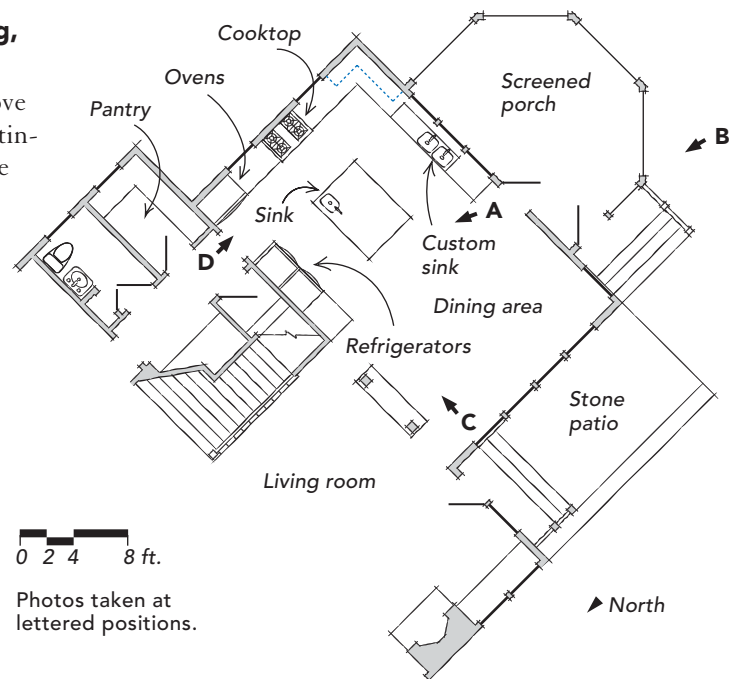 g,
ove
tin-
e
Cooktop
Ovens
Pantry
Screened
porch
B
Sink
A
Custom
sink
D
Dining area
Refrigerators
C
Stone
patio
Living room
0 2 4 8 ft.
Photos taken at
lettered positions.
North